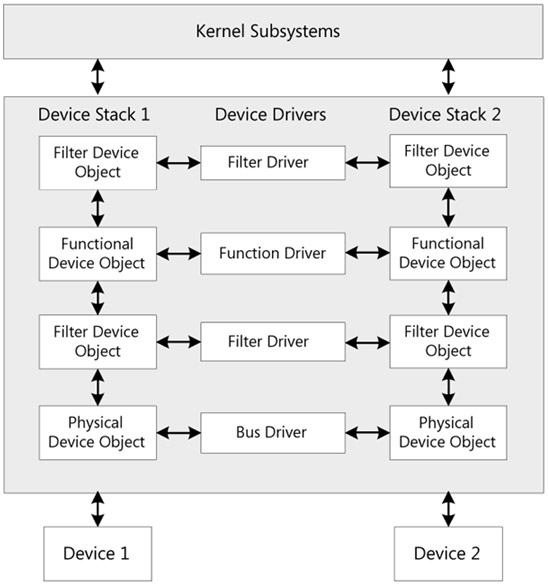 Kernel Subsystems
Device Stack 1
Device Drivers
Device Stack 2
Filter Device
Object
Filter Driver
Filter Device
Object
Functional
Device Object
Function Driver
Functional
Device Object
Filter Device
Object
Filter Driver
Filter Device
Object
Physical
Device Object
Bus Driver
Physical
Device Object
Device 1
Device 2